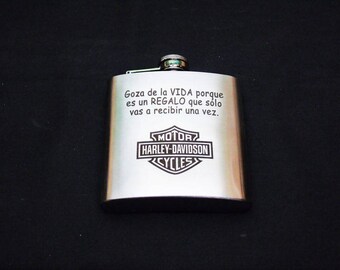 Goza de la VIDA porque
es un REGALO que sólo
vas a recibir una vez.
MOTOR
HARLEY-DAVIDSON
CYCLES